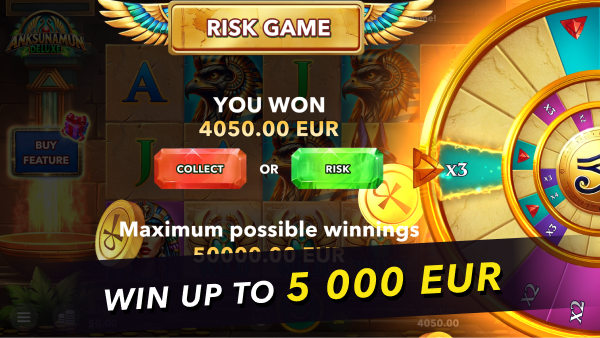 RISK GAME
ANKSUNAMUN
DELUXE
A
J
BUY
FEATURE
YOU WON
4050.00 EUR
COLLECT
OR
RISK
x3
x3
x2
x2
Maximum possible winnings
50000.00 EUR
WIN UP TO 5 000 EUR
4050.00